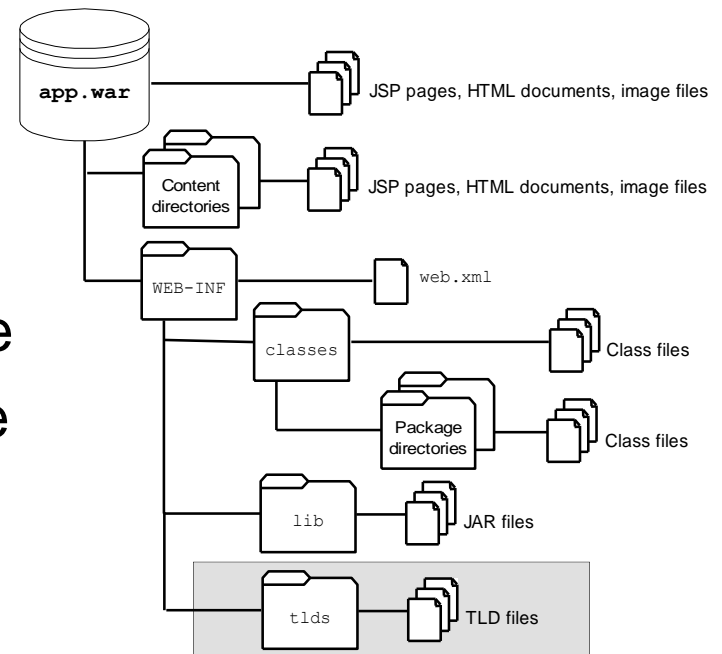 app.war
JSP pages, HTML documents, image files
Content
directories
JSP pages, HTML documents, image files
WEB-INF
web.xml
e
classes
Class files
e
Package
directories
Class files
lib
JAR files
tlds
TLD files